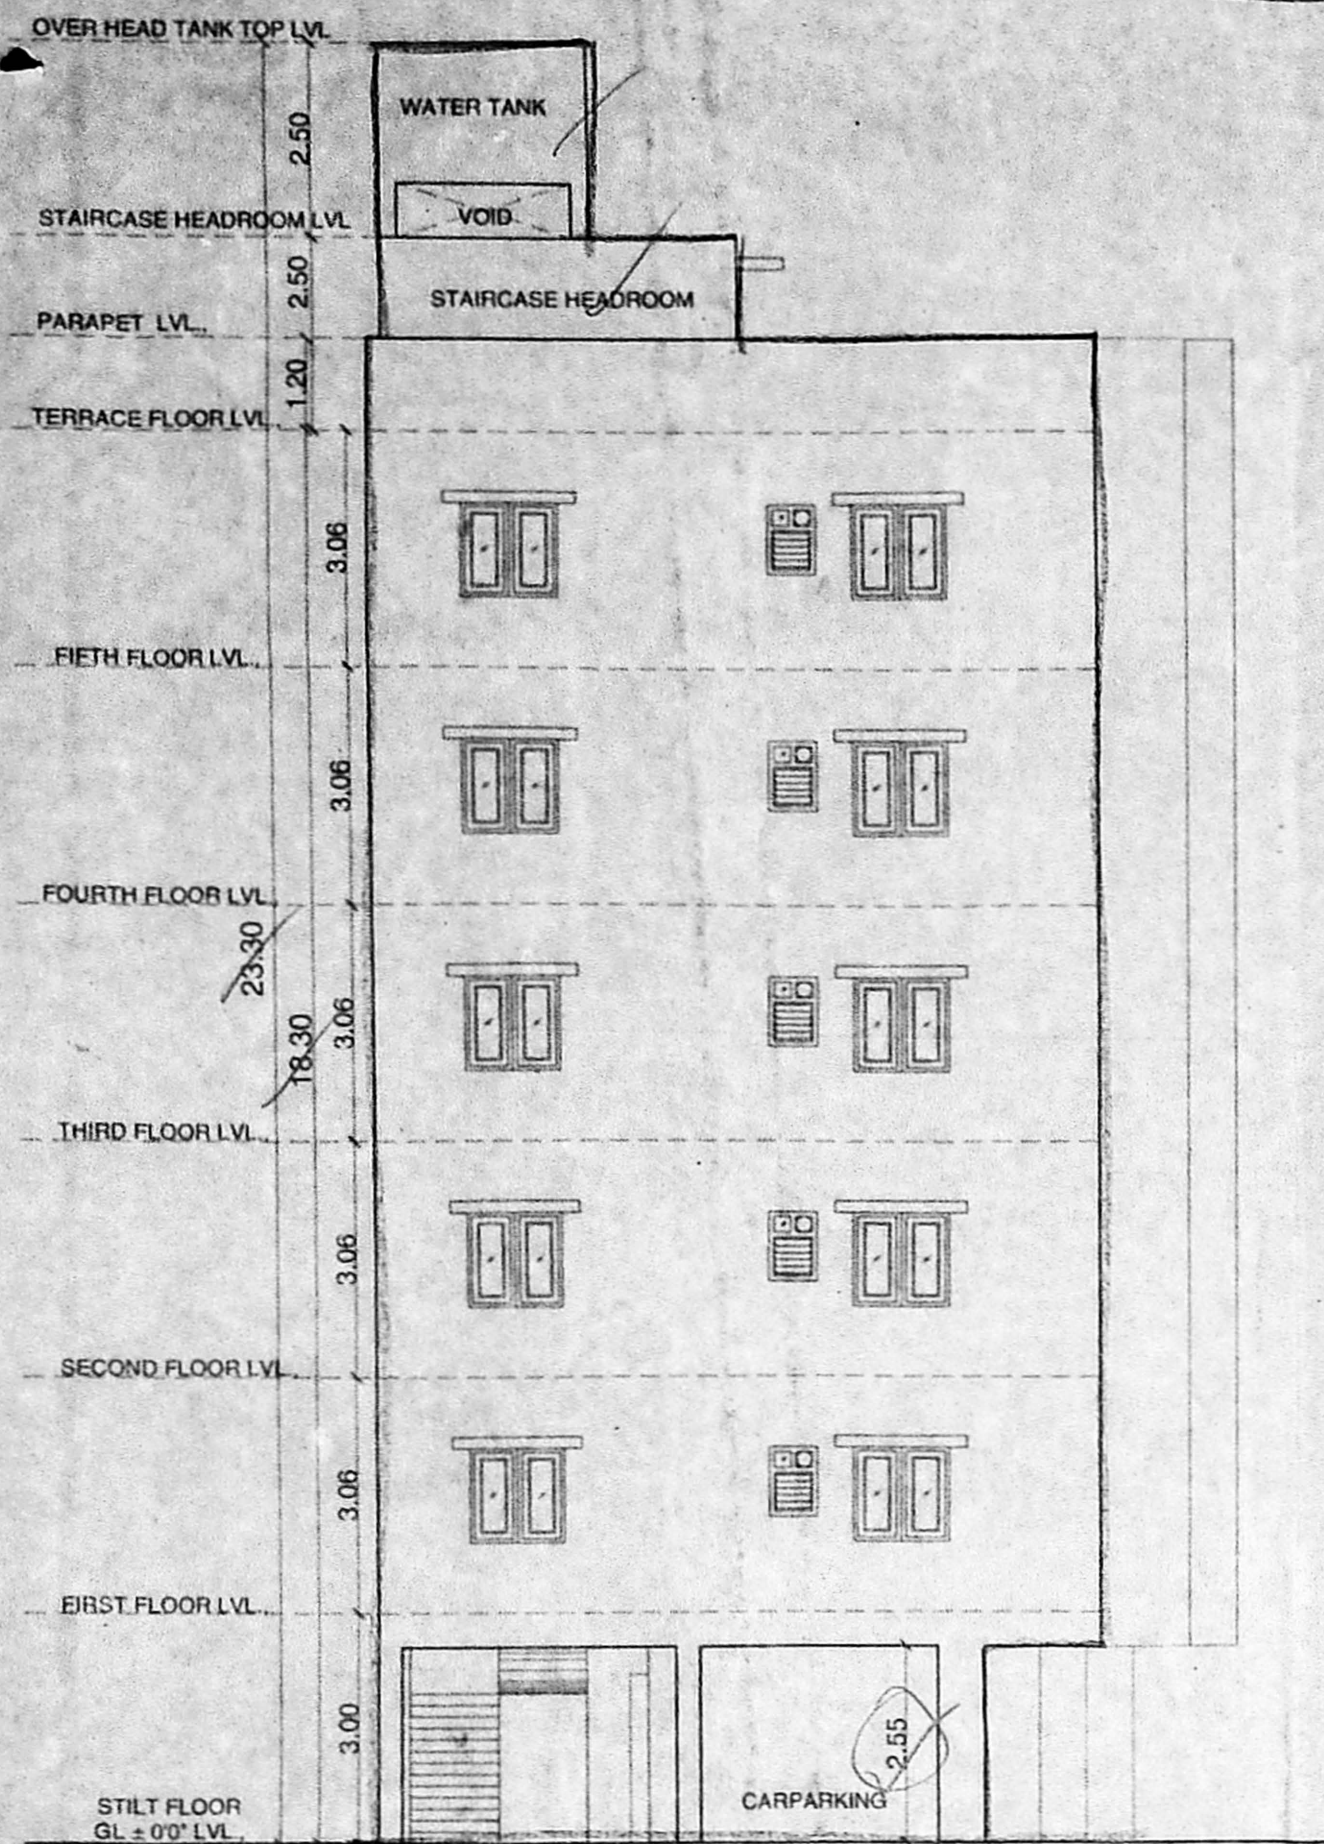 OVER HEAD TANK TOP LVL
WATER TANK
2.50
STAIRCASE HEADROOM LVL
VOID
2.50
STAIRCASE HEADROOM
PARAPET LVL.
1.20
TERRACE FLOOR LVL.
3.06
FIFTH FLOOR LVL.
3.06
FOURTH FLOOR LVL.
23.30
18.30
3.06
THIRD FLOOR LVL.
3.06
SECOND FLOOR LVL.
3.06
FIRST FLOOR LVL.
3.00
2.55
CARPARKING
STILT FLOOR
GL ± 0'0" LVL.